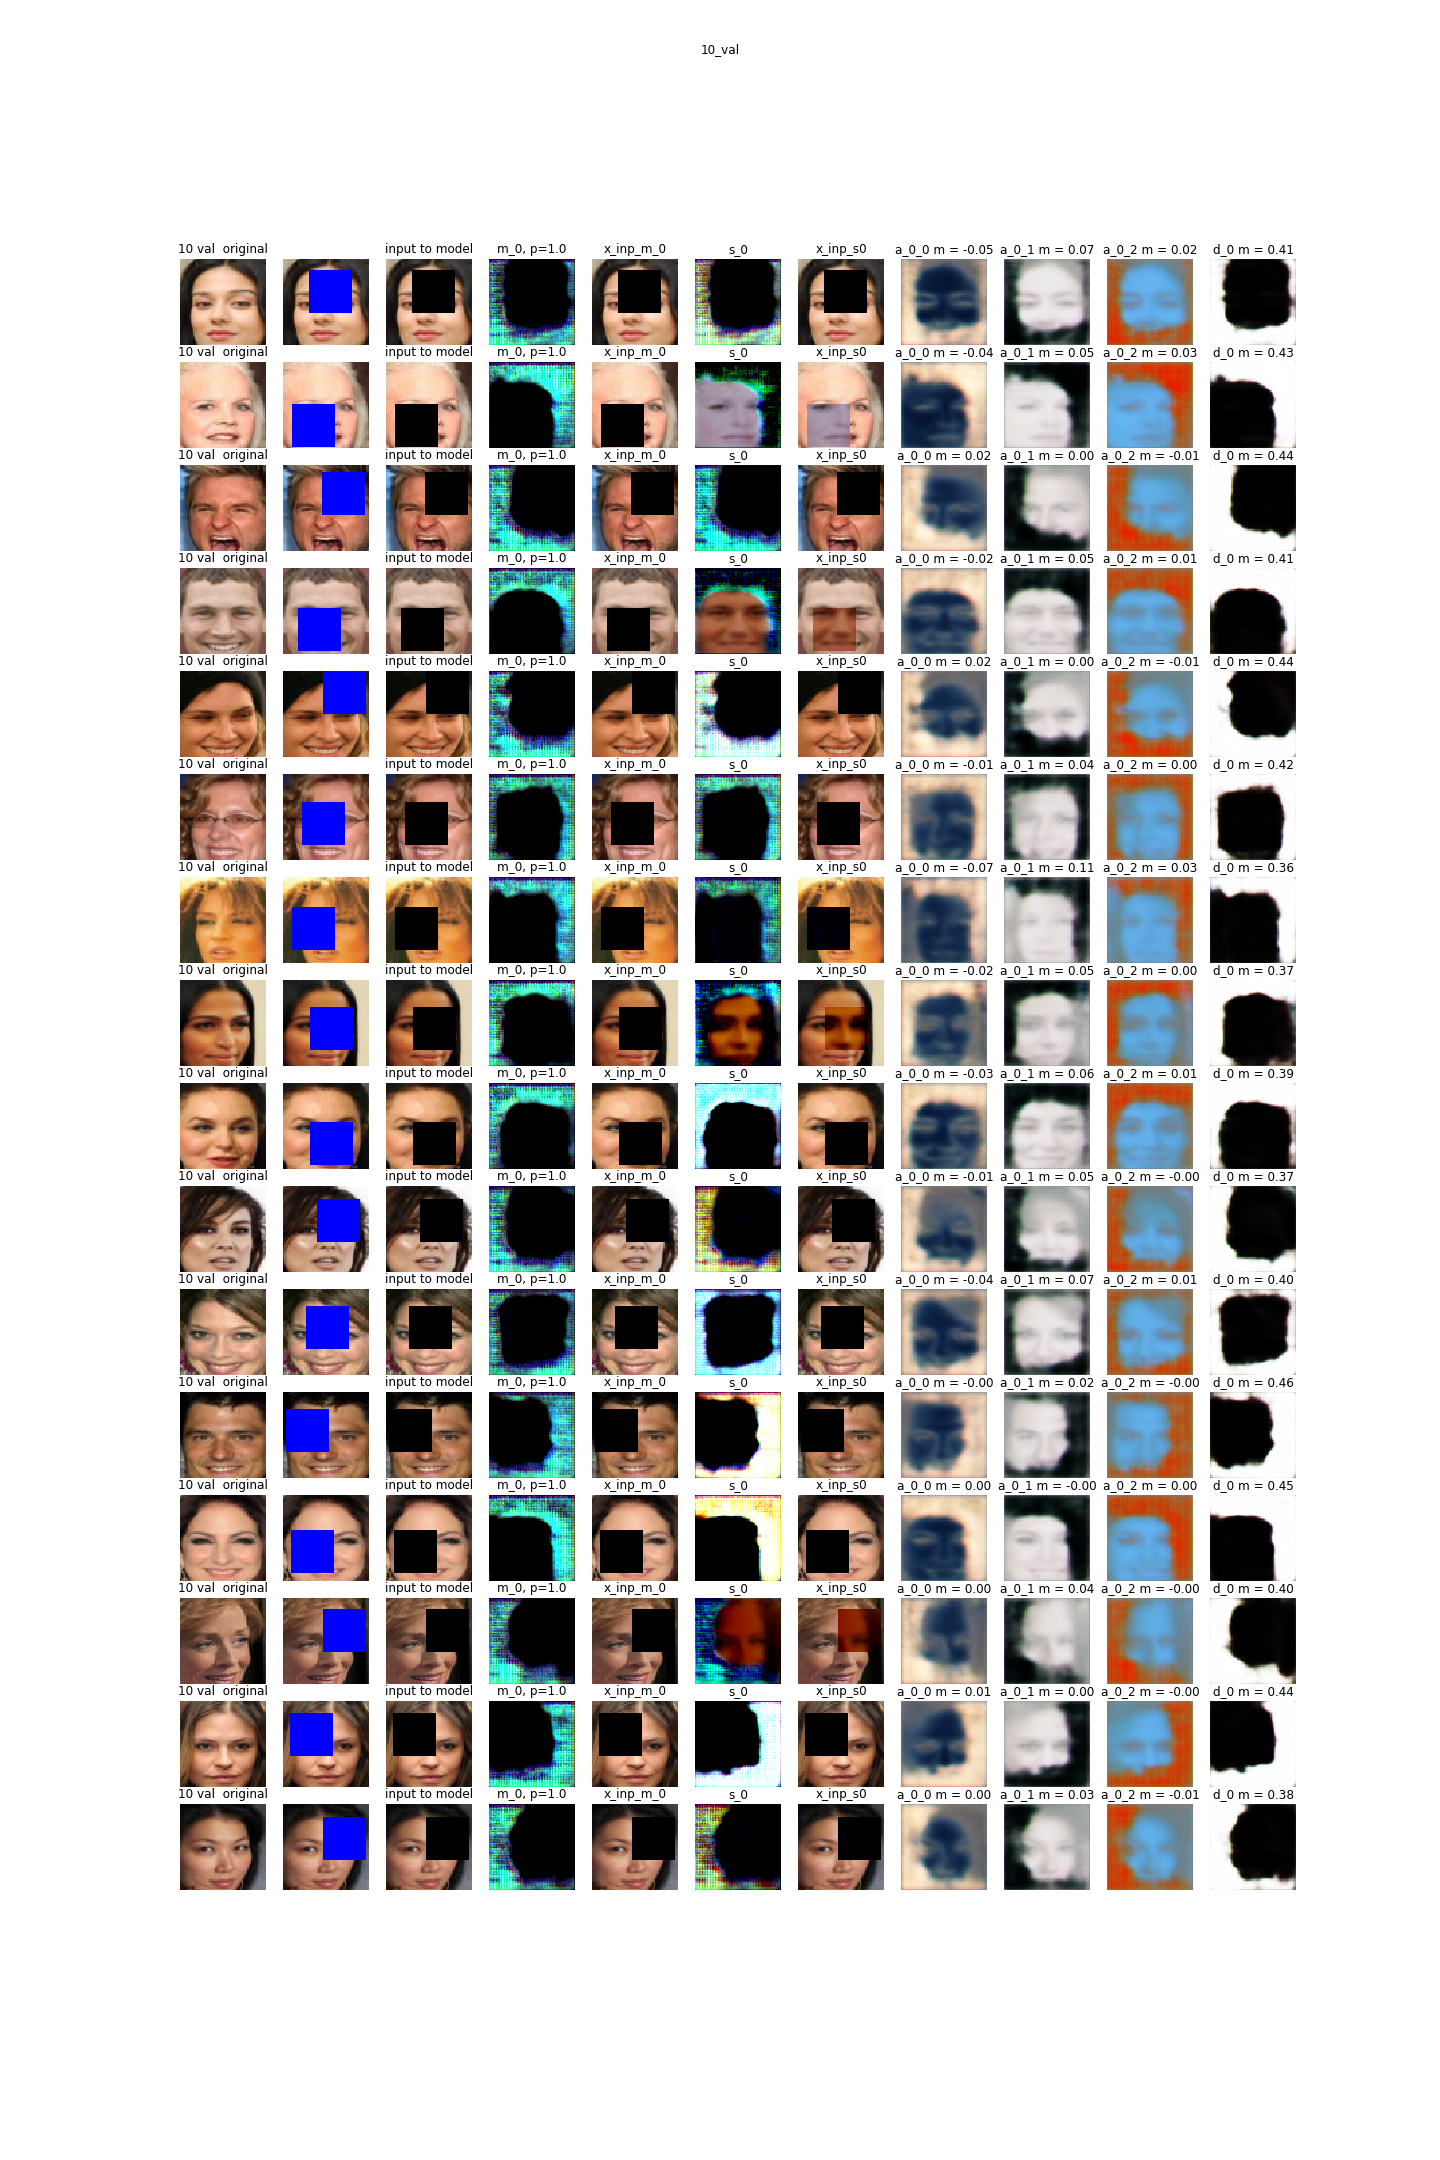 10_val
10 val original input to model m_0, p=1.0 x_inp_m_0 s_0 x_inp_s0 a_0_0 m = -0.05 a_0_1 m = 0.07 a_0_2 m = 0.02 d_0 m = 0.41
10 val original input to model m_0, p=1.0 x_inp_m_0 s_0 x_inp_s0 a_0_0 m = -0.04 a_0_1 m = 0.05 a_0_2 m = 0.03 d_0 m = 0.43
10 val original input to model m_0, p=1.0 x_inp_m_0 s_0 x_inp_s0 a_0_0 m = 0.02 a_0_1 m = 0.00 a_0_2 m = -0.01 d_0 m = 0.44
10 val original input to model m_0, p=1.0 x_inp_m_0 s_0 x_inp_s0 a_0_0 m = -0.02 a_0_1 m = 0.05 a_0_2 m = 0.01 d_0 m = 0.41
10 val original input to model m_0, p=1.0 x_inp_m_0 s_0 x_inp_s0 a_0_0 m = 0.02 a_0_1 m = 0.00 a_0_2 m = -0.01 d_0 m = 0.44
10 val original input to model m_0, p=1.0 x_inp_m_0 s_0 x_inp_s0 a_0_0 m = -0.01 a_0_1 m = 0.04 a_0_2 m = 0.00 d_0 m = 0.42
10 val original input to model m_0, p=1.0 x_inp_m_0 s_0 x_inp_s0 a_0_0 m = -0.07 a_0_1 m = 0.11 a_0_2 m = 0.03 d_0 m = 0.36
10 val original input to model m_0, p=1.0 x_inp_m_0 s_0 x_inp_s0 a_0_0 m = -0.02 a_0_1 m = 0.05 a_0_2 m = 0.00 d_0 m = 0.37
10 val original input to model m_0, p=1.0 x_inp_m_0 s_0 x_inp_s0 a_0_0 m = -0.03 a_0_1 m = 0.06 a_0_2 m = 0.01 d_0 m = 0.39
10 val original input to model m_0, p=1.0 x_inp_m_0 s_0 x_inp_s0 a_0_0 m = -0.01 a_0_1 m = 0.05 a_0_2 m = -0.00 d_0 m = 0.37
10 val original input to model m_0, p=1.0 x_inp_m_0 s_0 x_inp_s0 a_0_0 m = -0.04 a_0_1 m = 0.07 a_0_2 m = 0.01 d_0 m = 0.40
10 val original input to model m_0, p=1.0 x_inp_m_0 s_0 x_inp_s0 a_0_0 m = -0.00 a_0_1 m = 0.02 a_0_2 m = -0.00 d_0 m = 0.46
10 val original input to model m_0, p=1.0 x_inp_m_0 s_0 x_inp_s0 a_0_0 m = 0.00 a_0_1 m = -0.00 a_0_2 m = 0.00 d_0 m = 0.45
10 val original input to model m_0, p=1.0 x_inp_m_0 s_0 x_inp_s0 a_0_0 m = 0.00 a_0_1 m = 0.04 a_0_2 m = -0.00 d_0 m = 0.40
10 val original input to model m_0, p=1.0 x_inp_m_0 s_0 x_inp_s0 a_0_0 m = 0.01 a_0_1 m = 0.00 a_0_2 m = -0.00 d_0 m = 0.44
10 val original input to model m_0, p=1.0 x_inp_m_0 s_0 x_inp_s0 a_0_0 m = 0.00 a_0_1 m = 0.03 a_0_2 m = -0.01 d_0 m = 0.38